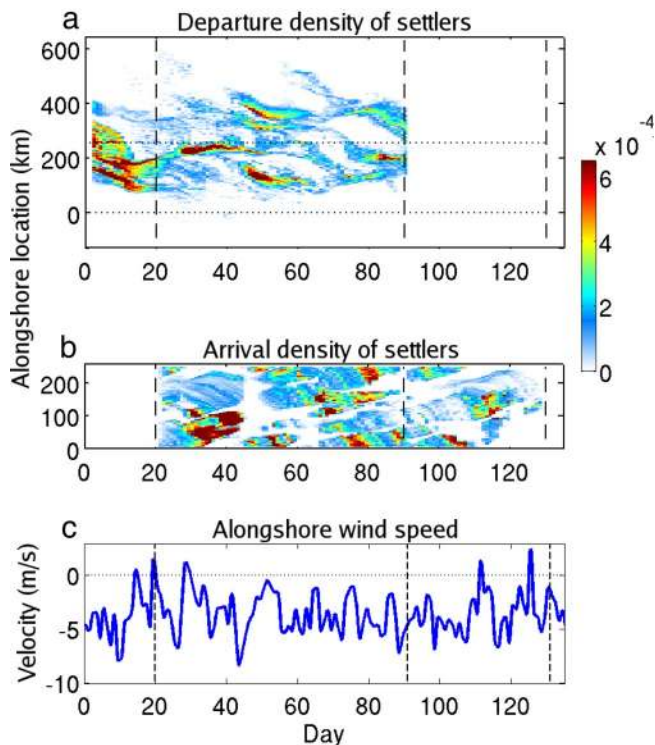 a
Departure density of settlers
600
400
200
0
0 20 40 60 80 100 120
x 10⁻⁴
6
4
2
0
Alongshore location (km)
b
Arrival density of settlers
200
100
0
0 20 40 60 80 100 120
c
Alongshore wind speed
Velocity (m/s)
0
-5
-10
0 20 40 60 80 100 120
Day